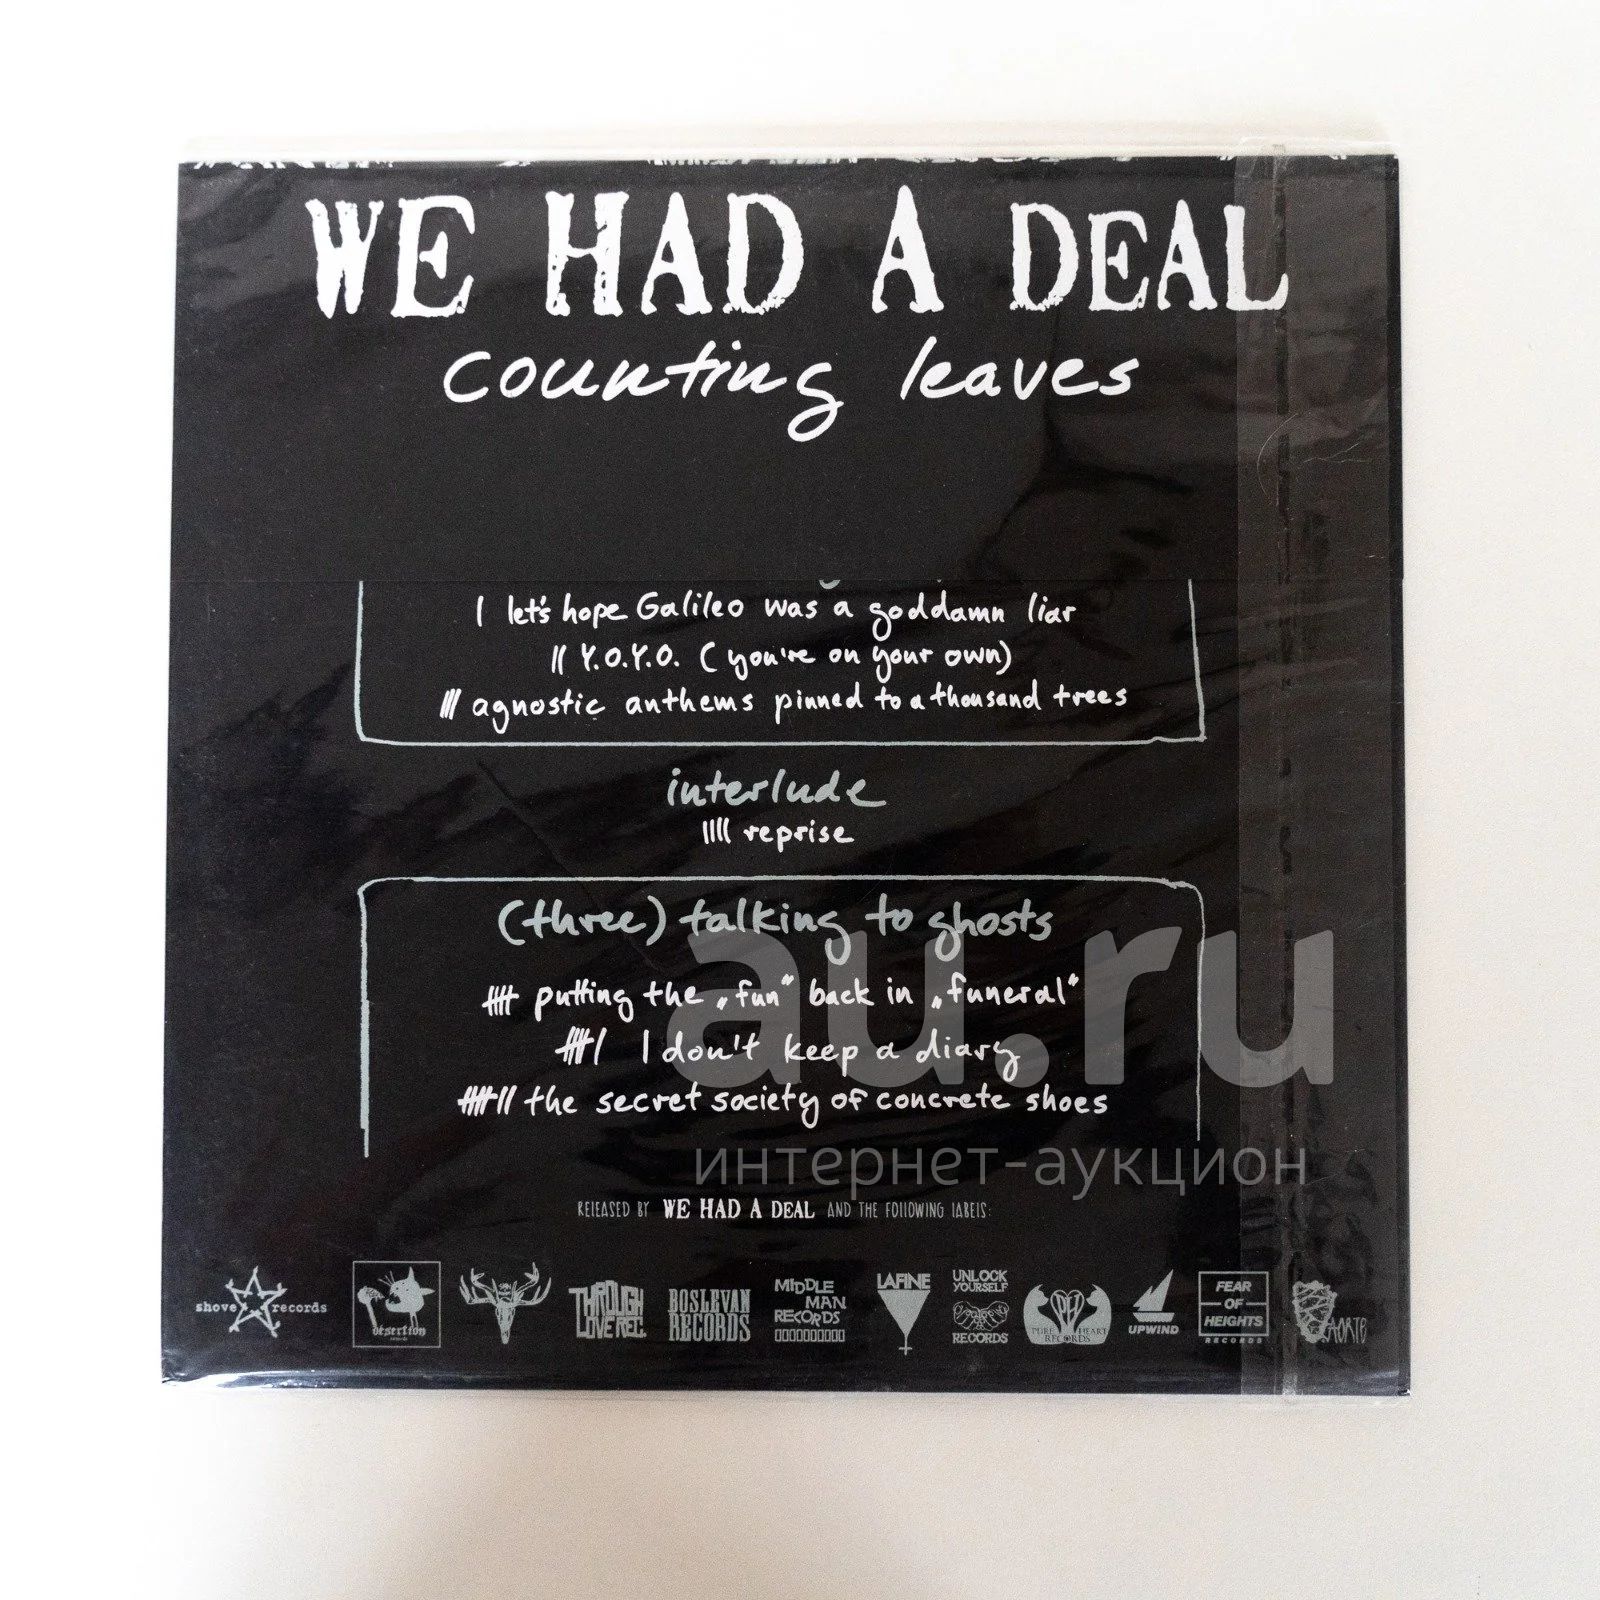 WE HAD A DEAL
counting leaves
| let's hope Galileo was a goddamn liar
|| Y.O.Y.O. (you're on your own)
||| agnostic anthems pinned to a thousand trees
interlude
|||| reprise
(three) talking to ghosts
au.ru
putting the „fun" back in „funeral"
I don't keep a diary
the secret society of concrete shoes
интернет-аукцион
RELEASED BY WE HAD A DEAL AND THE FOLLOWING LABELS:
shove records
desertion
THROUGH LOVE REC.
BOSLEVAN RECORDS
MIDDLE MAN RECORDS
LAFINE
UNLOCK YOURSELF RECORDS
PURE HEART RECORDS
UPWIND
FEAR OF HEIGHTS RECORDS
AORTE